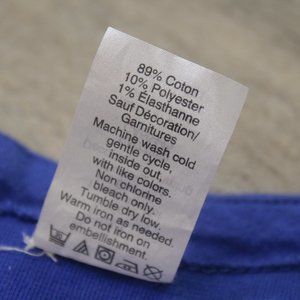 89% Coton
10% Polyester
1% Élasthanne
Sauf Décoration/
Garnitures
Machine wash cold
gentle cycle,
inside out,
with like colors.
Non chlorine
bleach only.
Tumble dry low.
Warm iron as needed.
Do not iron on
embellishment.